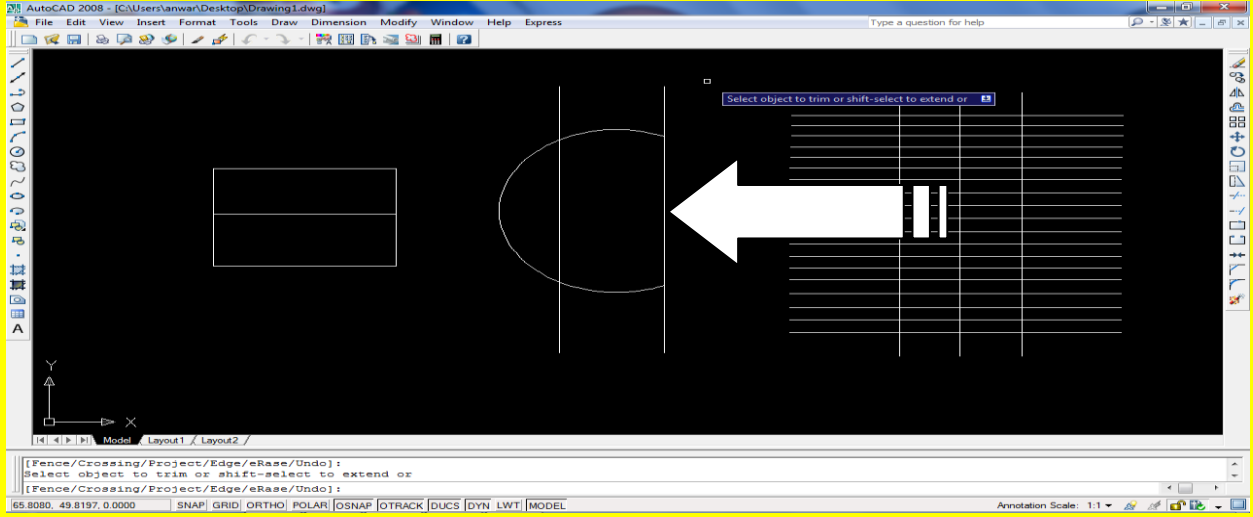 AutoCAD 2008 - [C:\Users\anwar\Desktop\Drawing1.dwg]
File Edit View Insert Format Tools Draw Dimension Modify Window Help Express Type a question for help
Select object to trim or shift-select to extend or
A
Y
X
Model Layout1 Layout2
[Fence/Crossing/Project/Edge/eRase/Undo]:
Select object to trim or shift-select to extend or
[Fence/Crossing/Project/Edge/eRase/Undo]:
65.8080, 49.8197, 0.0000 SNAP GRID ORTHO POLAR OSNAP OTRACK DUCS DYN LWT MODEL Annotation Scale: 1:1